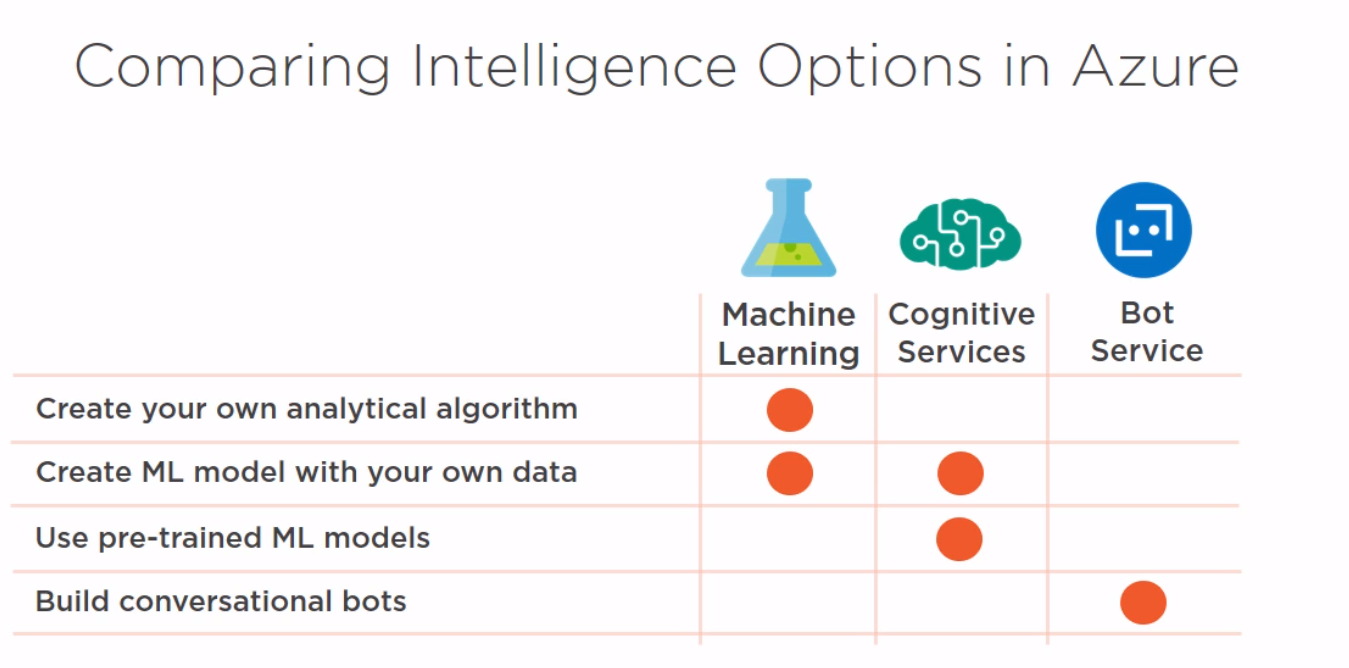 Comparing Intelligence Options in Azure
Machine Learning
Cognitive Services
Bot Service
Create your own analytical algorithm
Create ML model with your own data
Use pre-trained ML models
Build conversational bots